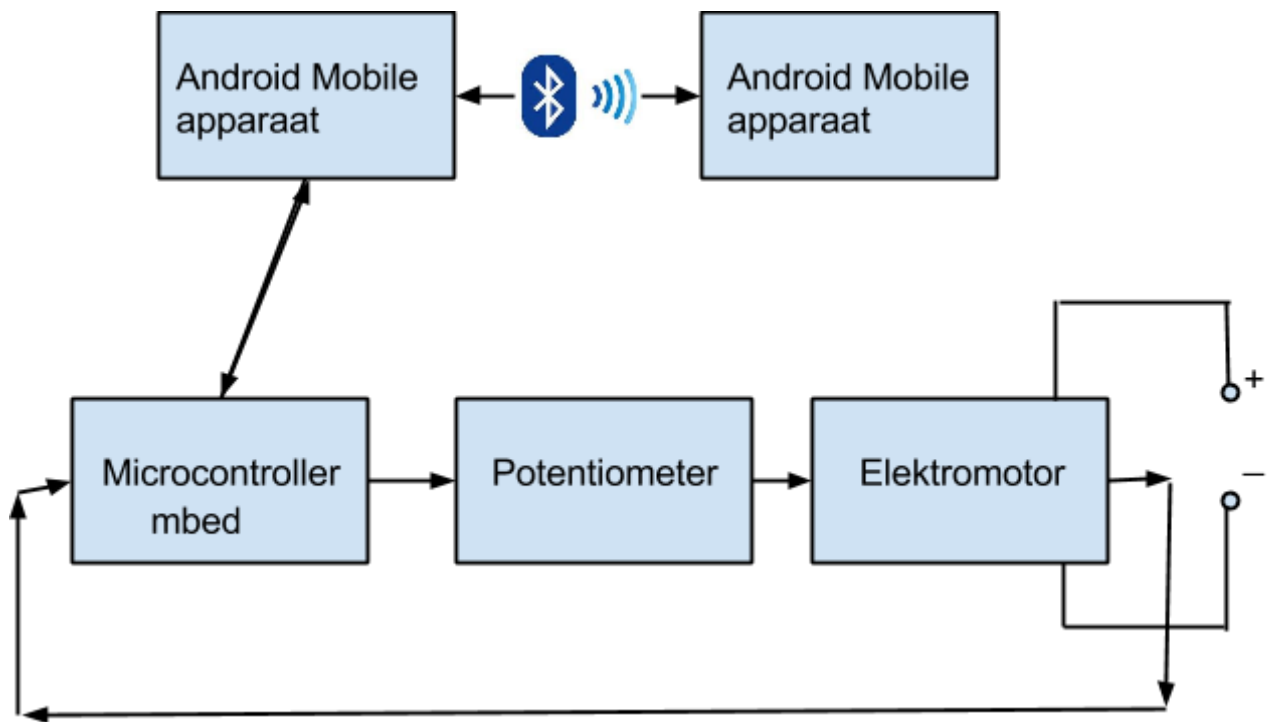 Android Mobile
apparaat
Android Mobile
apparaat
Microcontroller
mbed
Potentiometer
Elektromotor
+
–